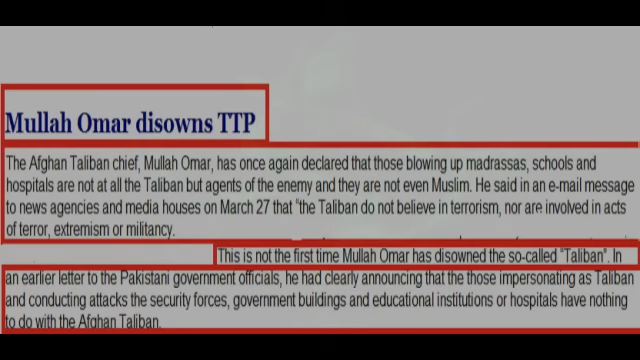 Mullah Omar disowns TTP
The Afghan Taliban chief, Mullah Omar, has once again declared that those blowing up madrassas, schools and
hospitals are not at all the Taliban but agents of the enemy and they are not even Muslim. He said in an e-mail message
to news agencies and media houses on March 27 that "the Taliban do not believe in terrorism, nor are involved in acts
of terror, extremism or militancy.
This is not the first time Mullah Omar has disowned the so-called "Taliban". In
an earlier letter to the Pakistani government officials, he had clearly announcing that the those impersonating as Taliban
and conducting attacks the security forces, government buildings and educational institutions or hospitals have nothing
to do with the Afghan Taliban.